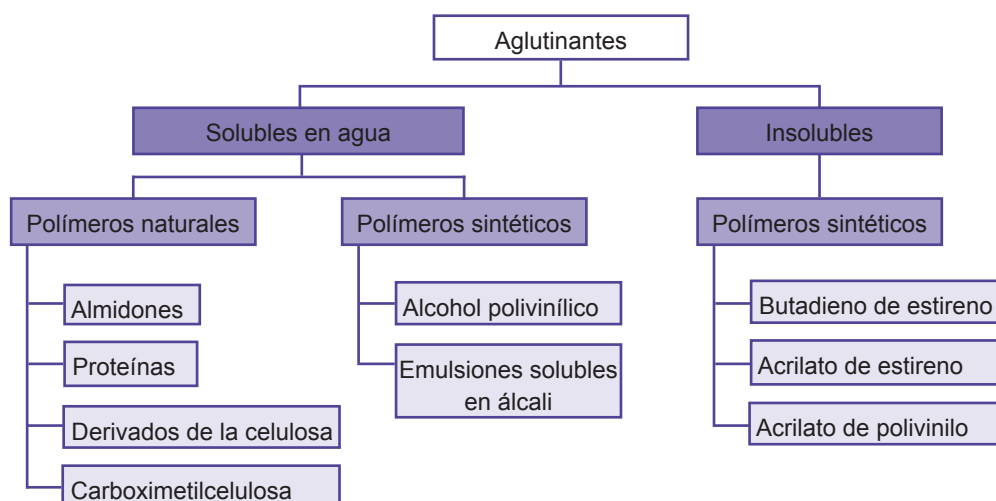 Aglutinantes
Solubles en agua
Insolubles
Polímeros naturales
Polímeros sintéticos
Polímeros sintéticos
Almidones
Proteínas
Derivados de la celulosa
Carboximetilcelulosa
Alcohol polivinílico
Emulsiones solubles
en álcali
Butadieno de estireno
Acrilato de estireno
Acrilato de polivinilo